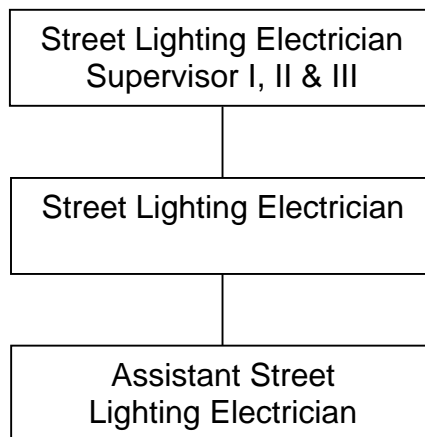 Street Lighting Electrician
Supervisor I, II & III
Street Lighting Electrician
Assistant Street
Lighting Electrician